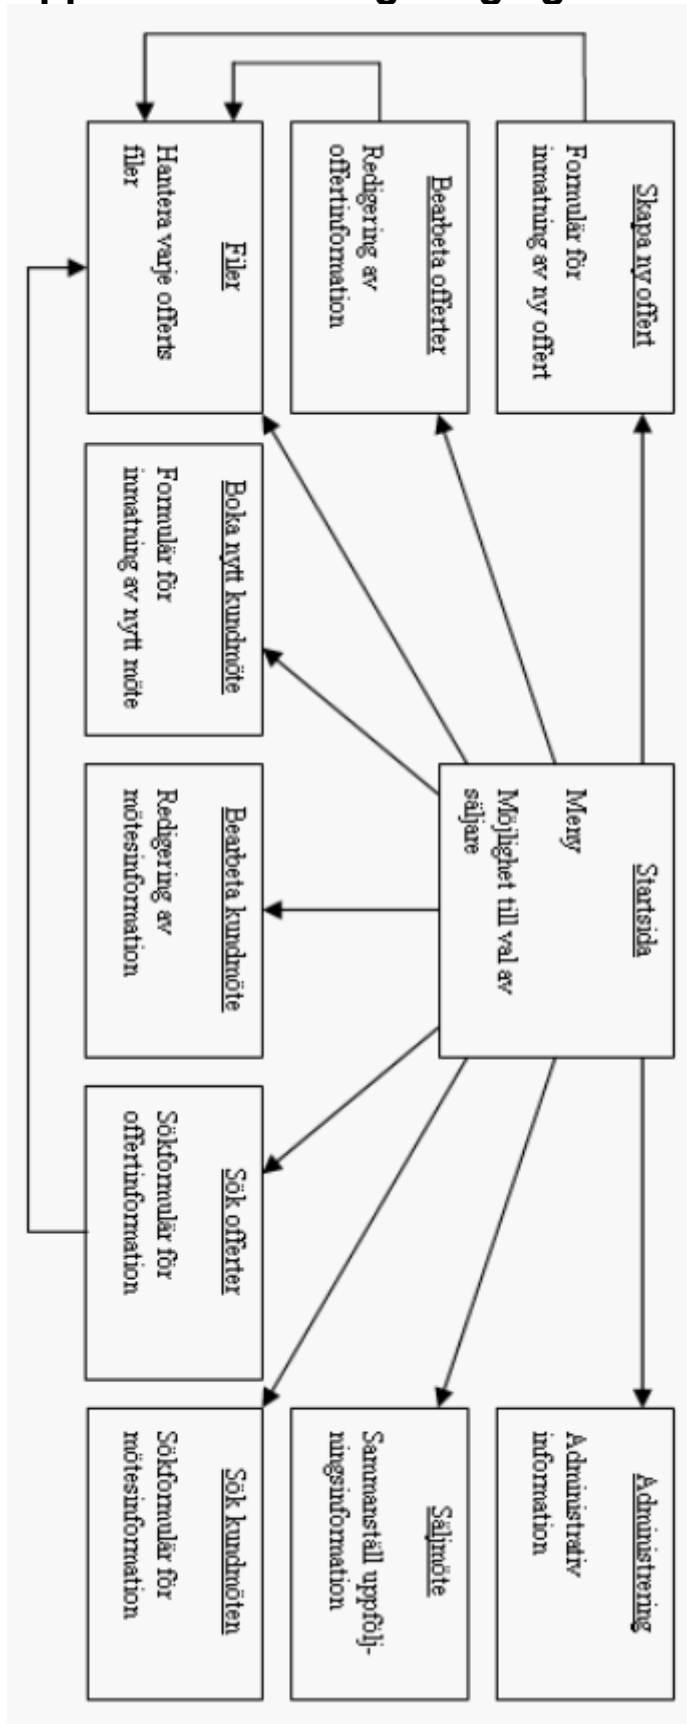 Skapa ny offert
Formulär för
inmatning av ny offert
Startsida
Meny
Möjlighet till val av
säljare
Administrering
Administrativ
information
Bearbeta offerter
Redigering av
offertinformation
Säljmöte
Sammanställ uppfölj-
ningsinformation
Filer
Hantera varje offerts
filer
Boka nytt kundmöte
Formulär för
inmatning av nytt möte
Bearbeta kundmöte
Redigering av
mötesinformation
Sök offerter
Sökformulär för
offertinformation
Sök kundmöten
Sökformulär för
mötesinformation